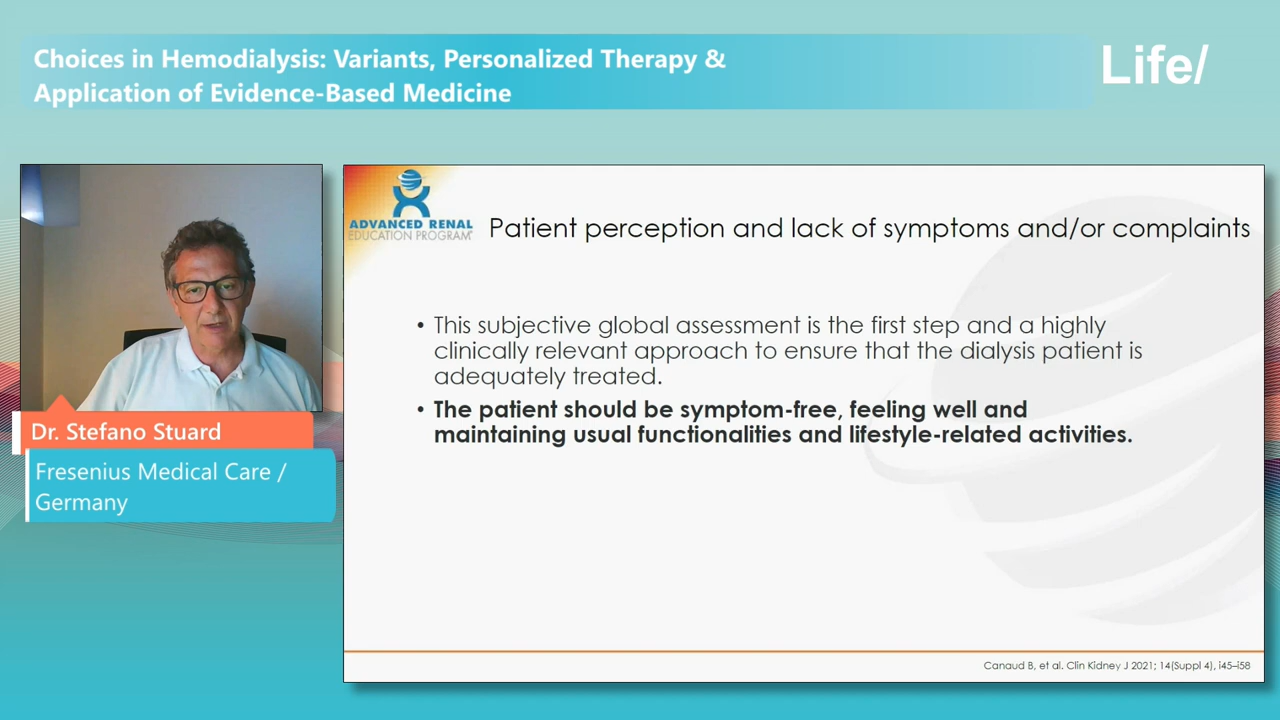 Choices in Hemodialysis: Variants, Personalized Therapy &
Application of Evidence-Based Medicine
Life/
ADVANCED RENAL
EDUCATION PROGRAM
Patient perception and lack of symptoms and/or complaints
• This subjective global assessment is the first step and a highly
clinically relevant approach to ensure that the dialysis patient is
adequately treated.
• The patient should be symptom-free, feeling well and
maintaining usual functionalities and lifestyle-related activities.
Dr. Stefano Stuard
Fresenius Medical Care /
Germany
Canaud B, et al. Clin Kidney J 2021; 14(Suppl 4), i45–i58